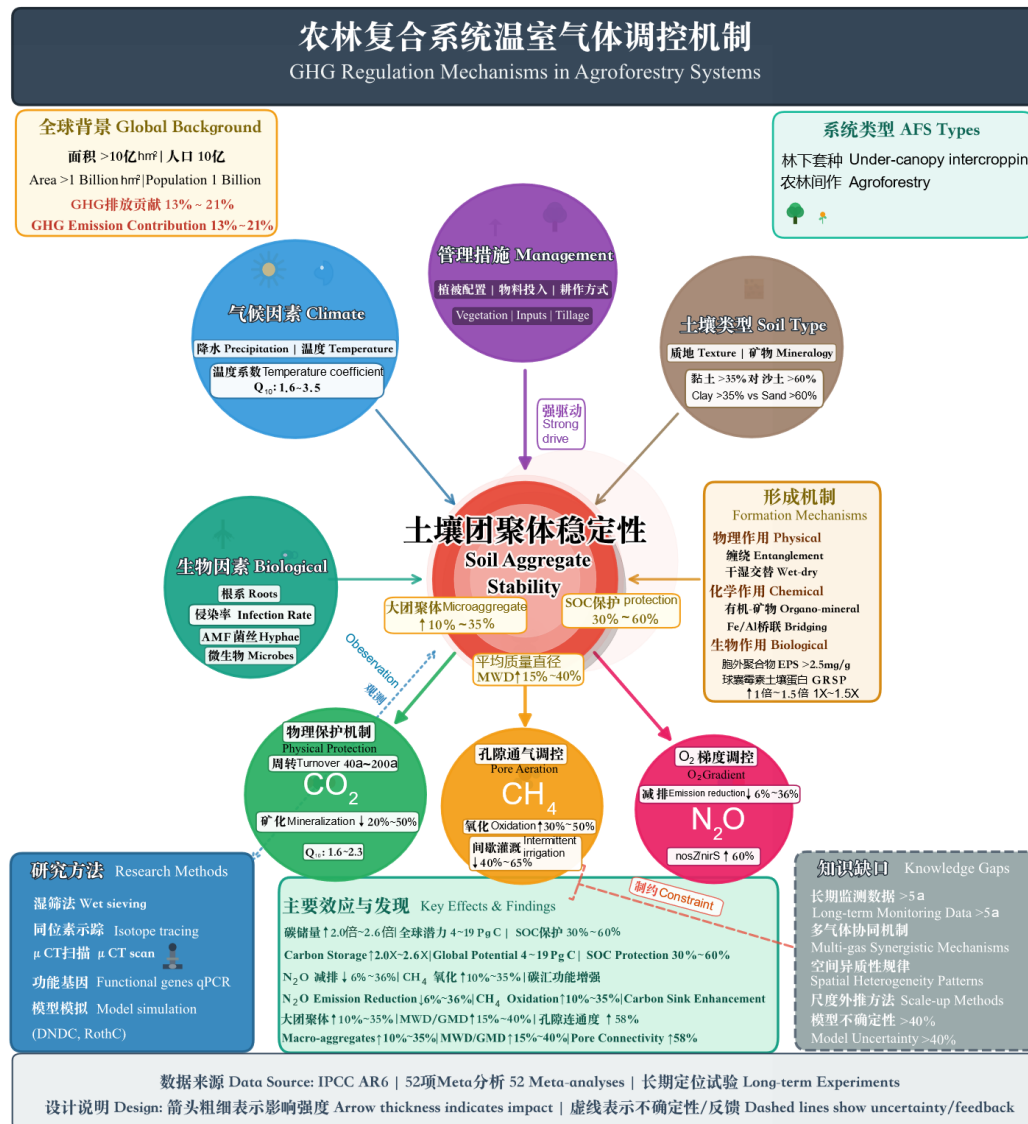 农林复合系统温室气体调控机制
GHG Regulation Mechanisms in Agroforestry Systems
全球背景 Global Background
面积 >10亿hm²| 人口 10亿
Area >1 Billion hm²|Population 1 Billion
GHG排放贡献 13%~21%
GHG Emission Contribution 13%~21%
系统类型 AFS Types
林下套种 Under-canopy intercroppin
农林间作 Agroforestry
管理措施 Management
植被配置 | 物料投入 | 耕作方式
Vegetation | Inputs | Tillage
气候因素 Climate
降水 Precipitation | 温度 Temperature
温度系数Temperature coefficient
Q₁₀: 1.6~3.5
土壤类型 Soil Type
质地 Texture | 矿物 Mineralogy
黏土 >35% 对 沙土 >60%
Clay >35% vs Sand >60%
强驱动
Strong
drive
土壤团聚体稳定性
Soil Aggregate
Stability
大团聚体Microaggregate
↑10%~35%
SOC保护 protection
30%~60%
平均质量直径
MWD↑15%~40%
生物因素 Biological
根系 Roots
侵染率 Infection Rate
AMF菌丝Hyphae
微生物 Microbes
形成机制
Formation Mechanisms
物理作用 Physical
缠绕 Entanglement
干湿交替 Wet-dry
化学作用 Chemical
有机-矿物 Organo-mineral
Fe/Al桥联 Bridging
生物作用 Biological
胞外聚合物 EPS >2.5mg/g
球囊霉素土壤蛋白 GRSP
↑1倍~1.5倍 1X~1.5X
Obeservation
观测
物理保护机制
Physical Protection
周转Turnover 40a~200a
CO₂
矿化Mineralization ↓20%~50%
Q₁₀: 1.6~2.3
孔隙通气调控
Pore Aeration
CH₄
氧化Oxidation↑30%~50%
间歇灌溉Intermittent
↓40%~65% irrigation
O₂ 梯度调控
O₂ Gradient
减排Emission reduction↓6%~36%
N₂O
nosZ/nirS ↑ 60%
制约 Constraint
研究方法 Research Methods
湿筛法 Wet sieving
同位素示踪 Isotope tracing
μCT扫描 μCT scan
功能基因 Functional genes qPCR
模型模拟 Model simulation
(DNDC, RothC)
主要效应与发现 Key Effects & Findings
碳储量↑2.0倍~2.6倍| 全球潜力 4~19 Pg C | SOC保护 30%~60%
Carbon Storage↑2.0X~2.6X|Global Potential 4~19 Pg C | SOC Protection 30%~60%
N₂O 减排↓6%~36%| CH₄ 氧化↑10%~35%| 碳汇功能增强
N₂O Emission Reduction↓6%~36%|CH₄ Oxidation↑10%~35%|Carbon Sink Enhancement
大团聚体↑10%~35%| MWD/GMD↑15%~40%| 孔隙连通度 ↑58%
Macro-aggregates↑10%~35%| MWD/GMD↑15%~40%|Pore Connectivity ↑58%
知识缺口 Knowledge Gaps
长期监测数据 >5a
Long-term Monitoring Data >5a
多气体协同机制
Multi-gas Synergistic Mechanisms
空间异质性规律
Spatial Heterogeneity Patterns
尺度外推方法 Scale-up Methods
模型不确定性 >40%
Model Uncertainty >40%
数据来源 Data Source: IPCC AR6 | 52项Meta分析 52 Meta-analyses | 长期定位试验 Long-term Experiments
设计说明 Design: 箭头粗细表示影响强度 Arrow thickness indicates impact | 虚线表示不确定性/反馈 Dashed lines show uncertainty/feedback